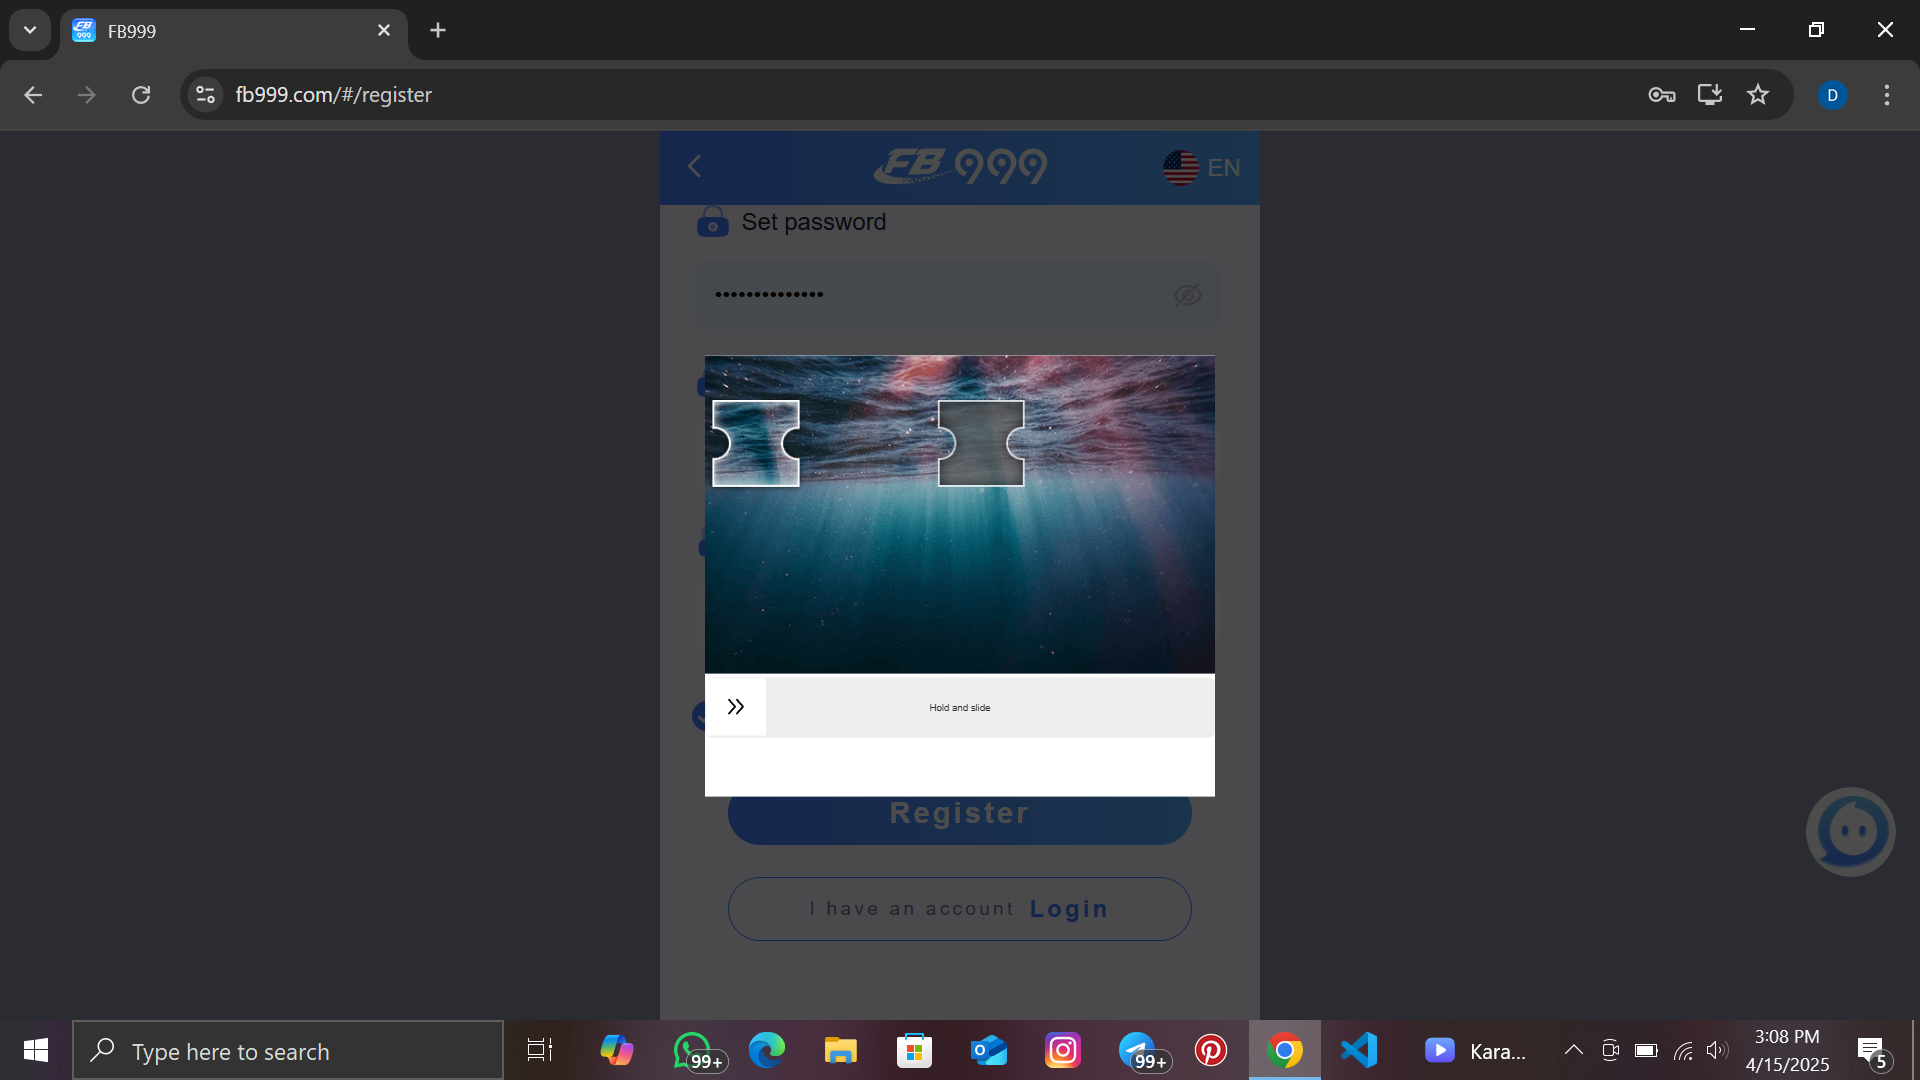 FB999
fb999.com/#/register
D
FB 999
EN
Set password
Hold and slide
Register
I have an account Login
Type here to search
99+
99+
Kara...
3:08 PM
4/15/2025
5